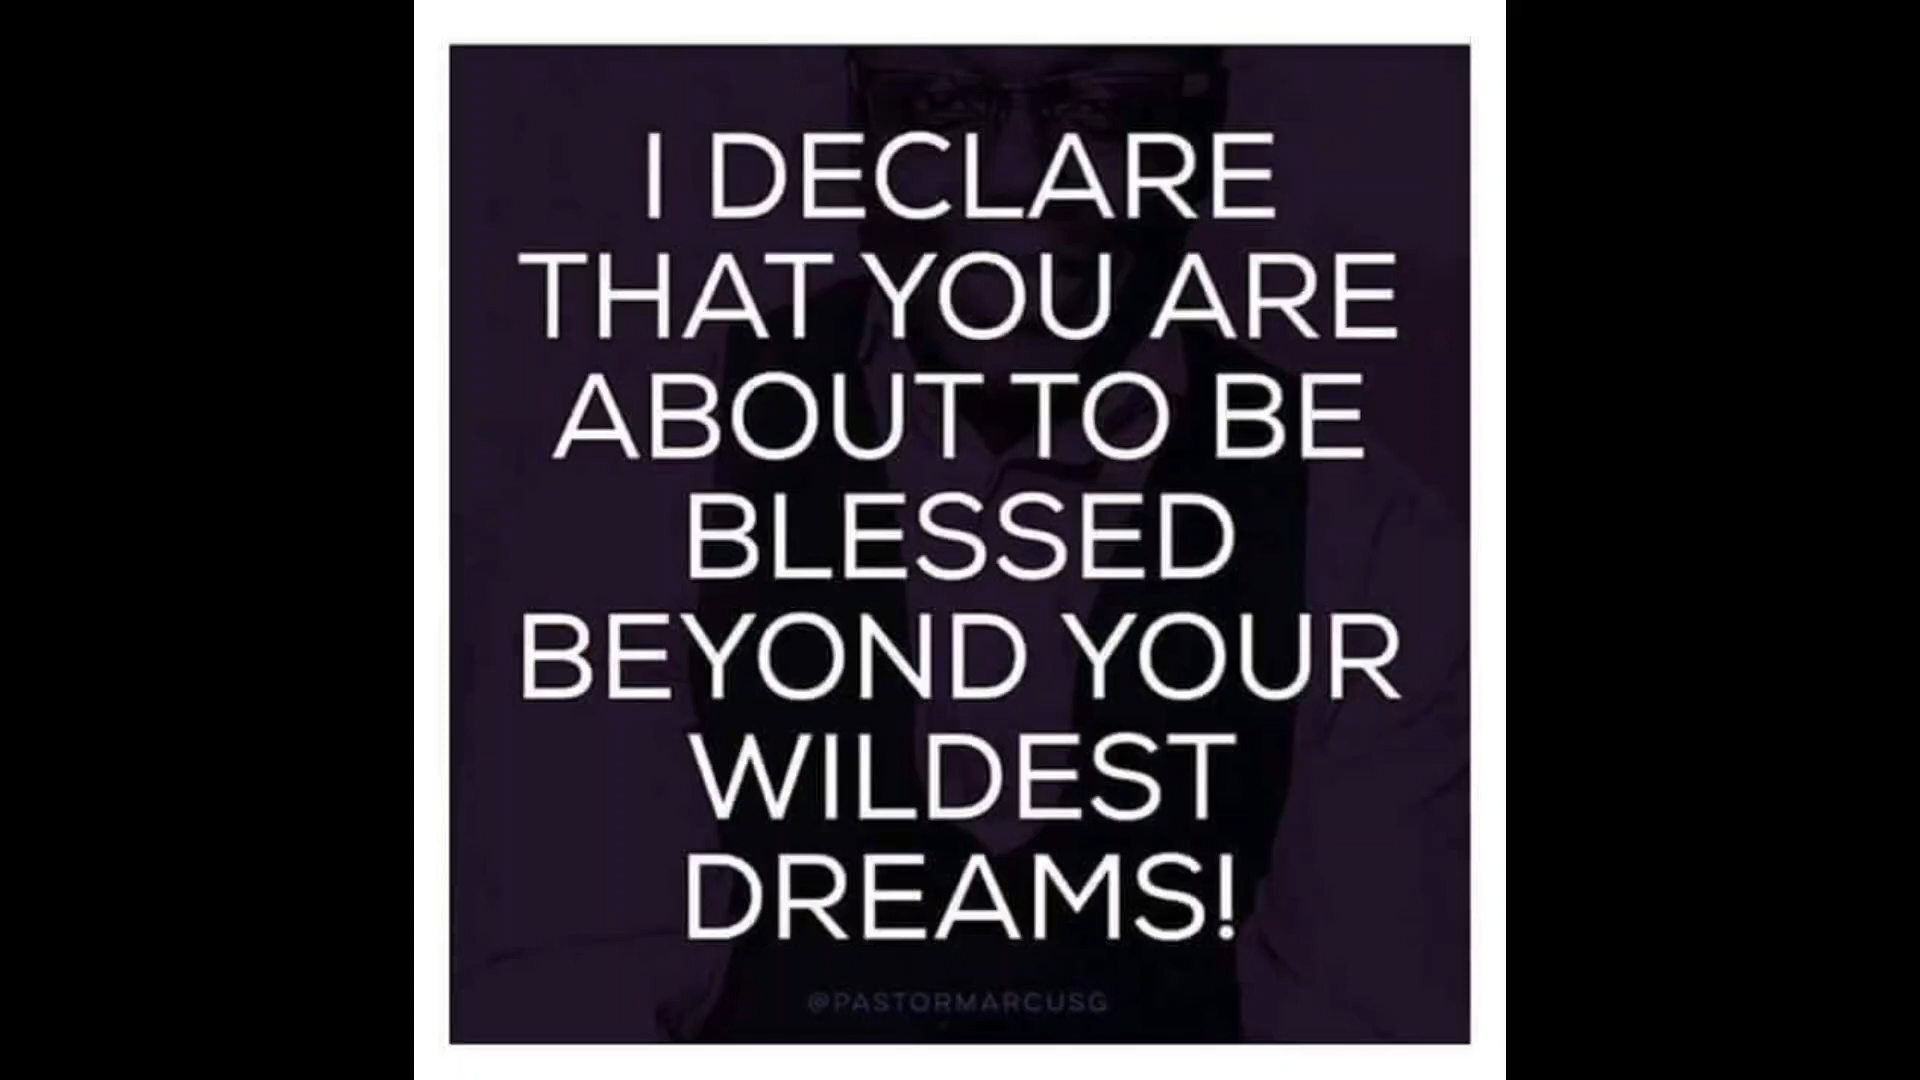 I DECLARE
THAT YOU ARE
ABOUT TO BE
BLESSED
BEYOND YOUR
WILDEST
DREAMS!
@PASTORMARCUSG